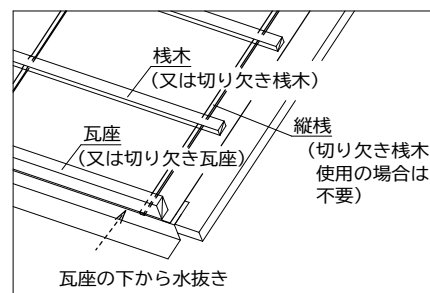 桟木
(又は切り欠き桟木)
瓦座
(又は切り欠き瓦座)
縦桟
(切り欠き桟木
使用の場合は
不要)
瓦座の下から水抜き